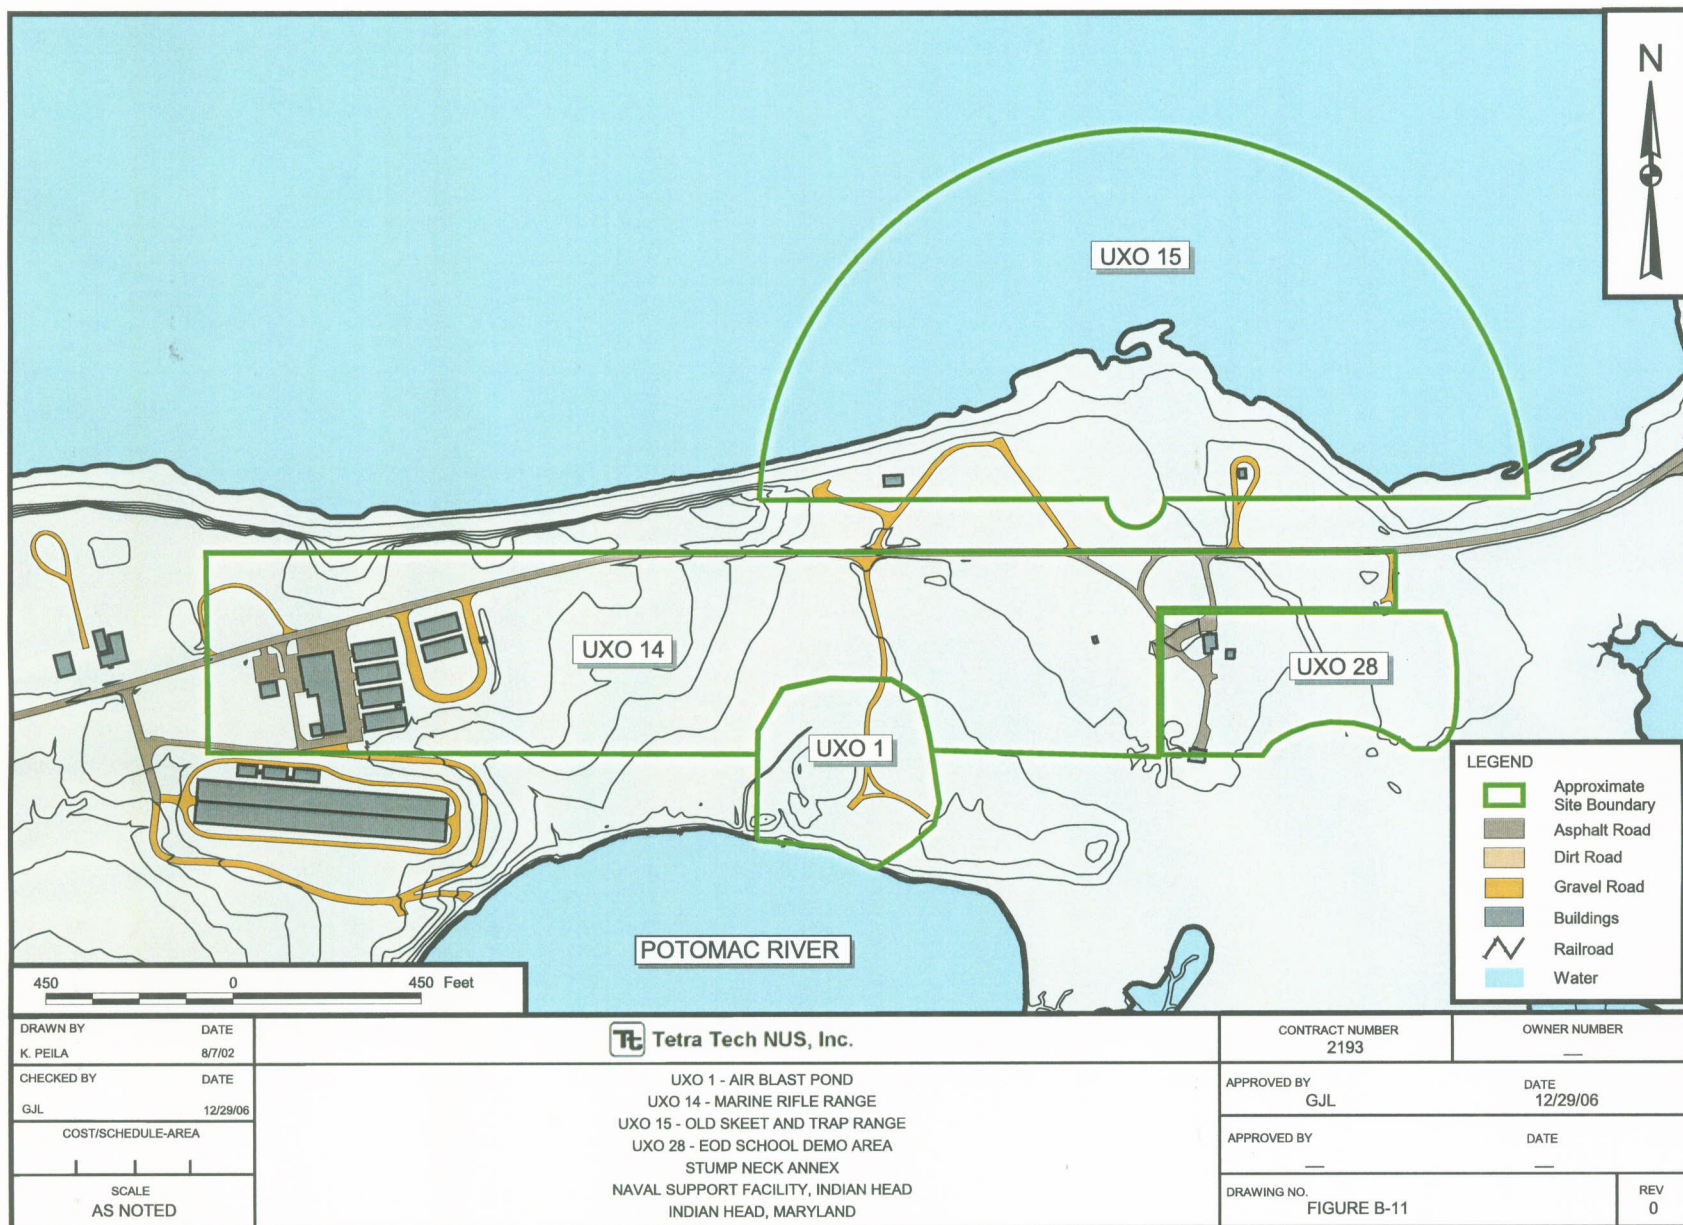 N
UXO 15
UXO 14
UXO 28
UXO 1
POTOMAC RIVER
LEGEND
Approximate
Site Boundary
Asphalt Road
Dirt Road
Gravel Road
Buildings
Railroad
Water
450 0 450 Feet
DRAWN BY DATE
K. PEILA 8/7/02
CHECKED BY DATE
GJL 12/29/06
COST/SCHEDULE-AREA
SCALE
AS NOTED
Tt Tetra Tech NUS, Inc.
UXO 1 - AIR BLAST POND
UXO 14 - MARINE RIFLE RANGE
UXO 15 - OLD SKEET AND TRAP RANGE
UXO 28 - EOD SCHOOL DEMO AREA
STUMP NECK ANNEX
NAVAL SUPPORT FACILITY, INDIAN HEAD
INDIAN HEAD, MARYLAND
CONTRACT NUMBER
2193
OWNER NUMBER
—
APPROVED BY DATE
GJL 12/29/06
APPROVED BY DATE
— —
DRAWING NO.
FIGURE B-11
REV
0